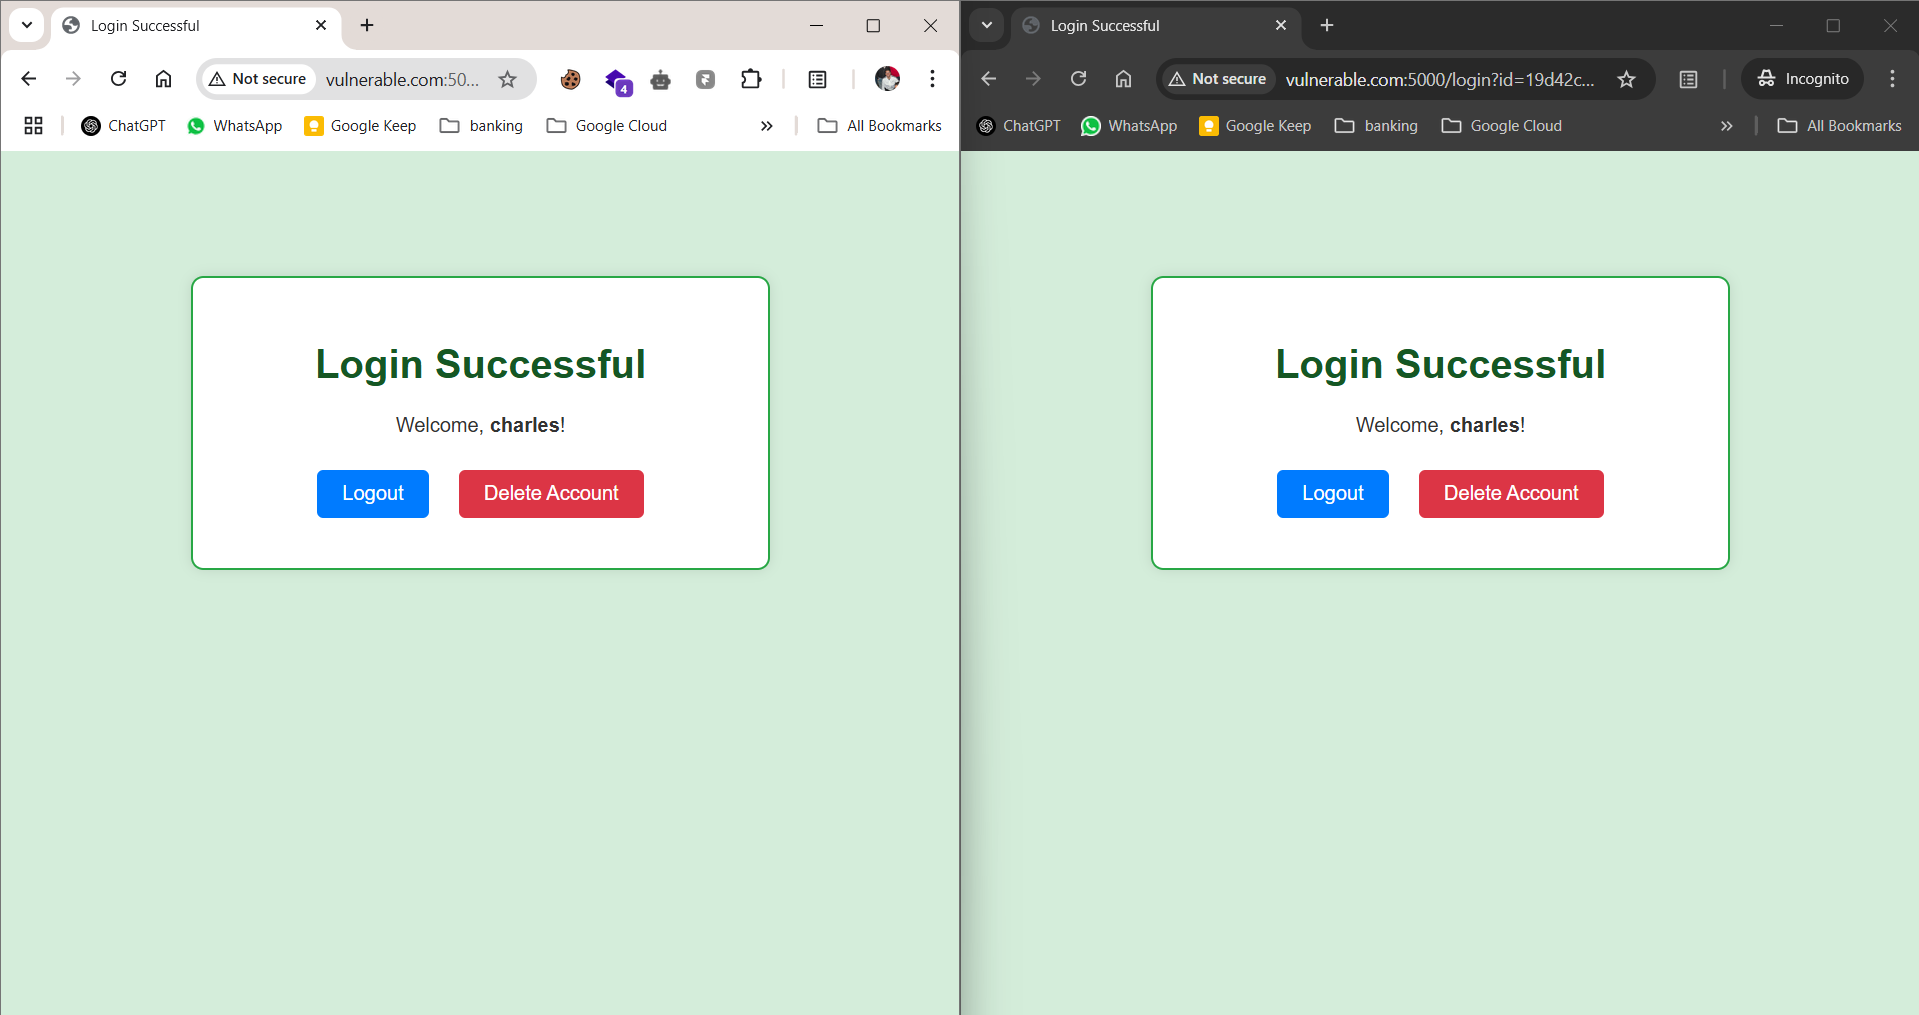 Login Successful
Not secure
vulnerable.com:50...
4
ChatGPT
WhatsApp
Google Keep
banking
Google Cloud
All Bookmarks
Login Successful
Welcome, charles!
Logout
Delete Account
Login Successful
Not secure
vulnerable.com:5000/login?id=19d42c...
Incognito
ChatGPT
WhatsApp
Google Keep
banking
Google Cloud
All Bookmarks
Login Successful
Welcome, charles!
Logout
Delete Account